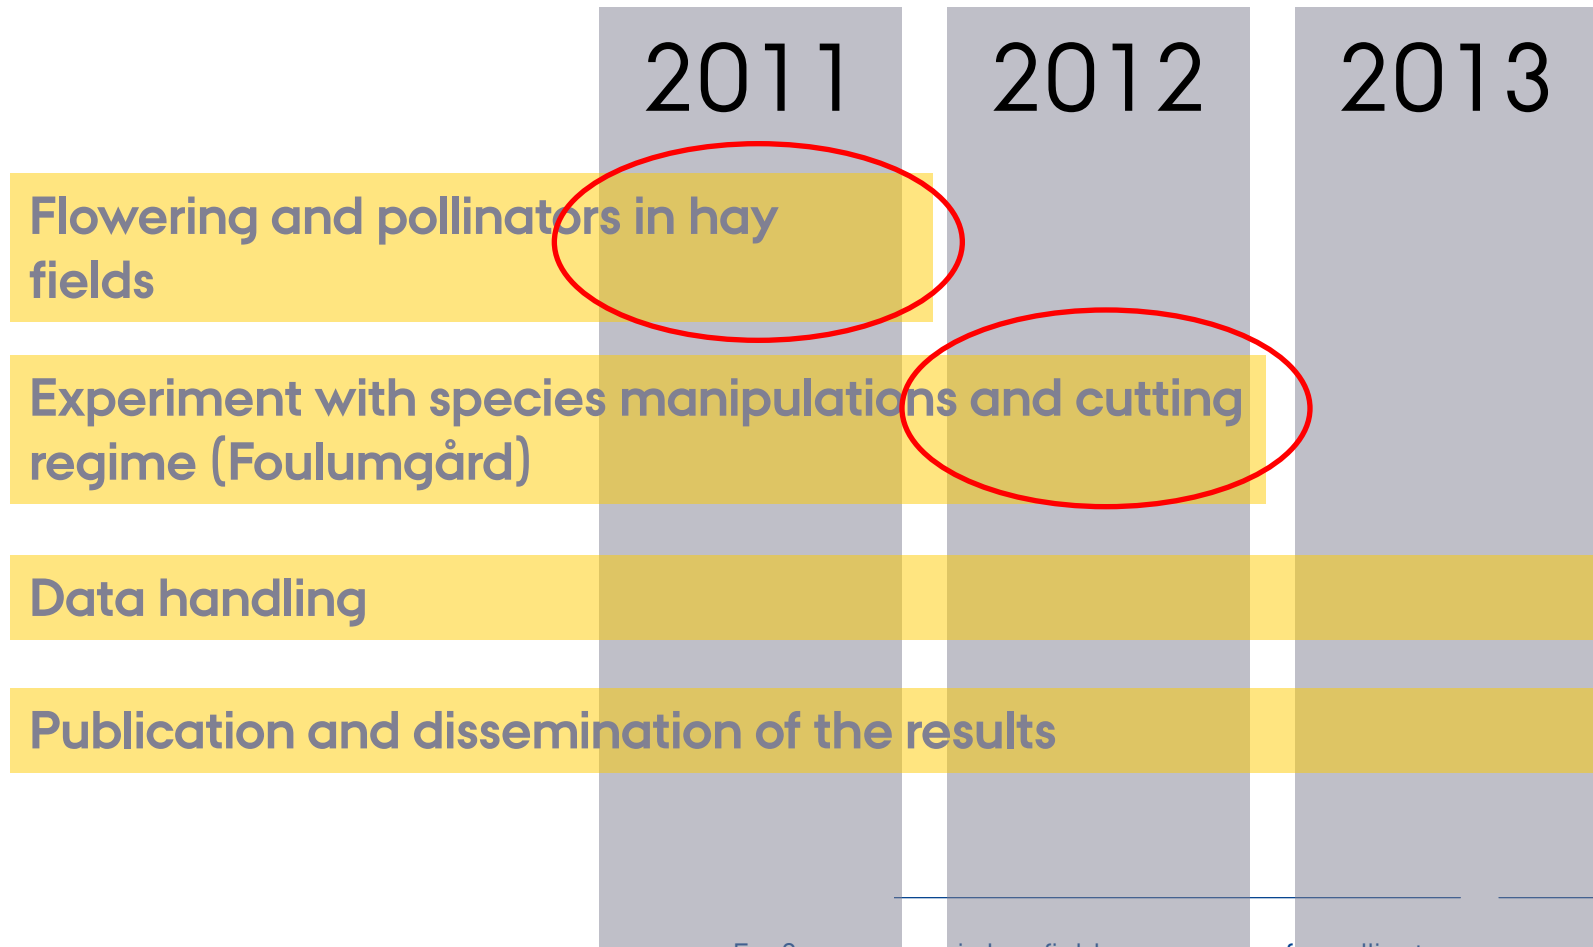 2011 2012 2013
Flowering and pollinators in hay
fields
Experiment with species manipulations and cutting
regime (Foulumgård)
Data handling
Publication and dissemination of the results